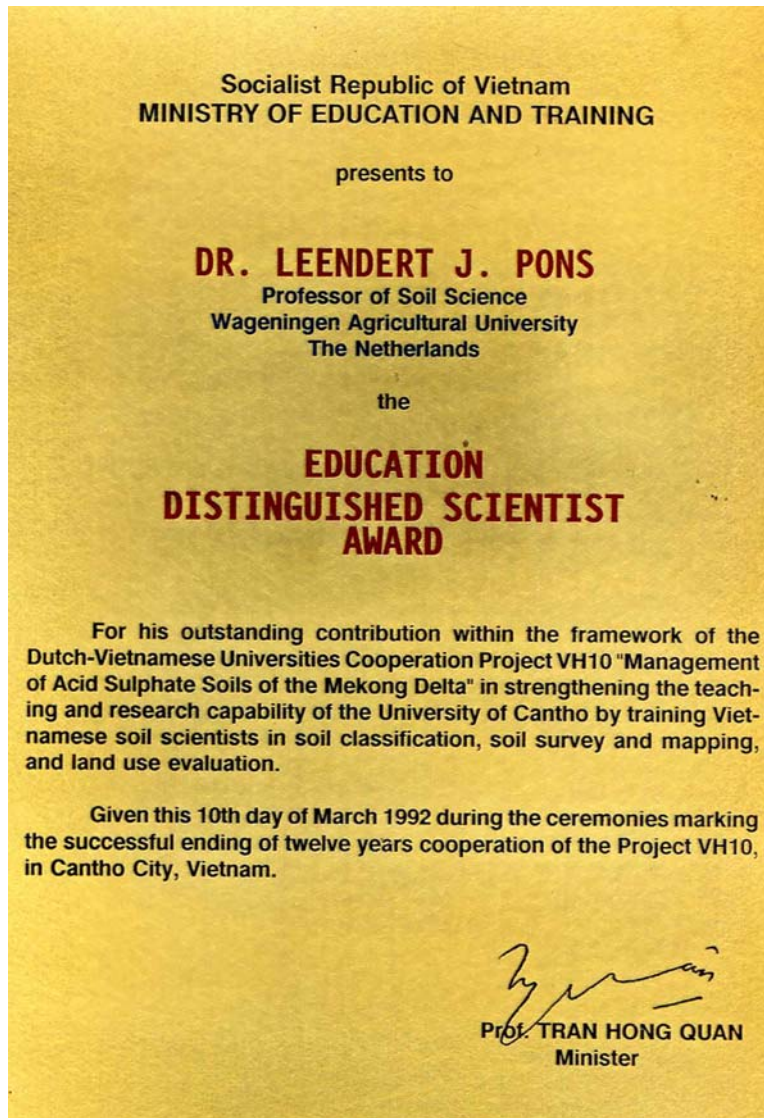 Socialist Republic of Vietnam
MINISTRY OF EDUCATION AND TRAINING
presents to
DR. LEENDERT J. PONS
Professor of Soil Science
Wageningen Agricultural University
The Netherlands
the
EDUCATION
DISTINGUISHED SCIENTIST
AWARD
For his outstanding contribution within the framework of the
Dutch-Vietnamese Universities Cooperation Project VH10 "Management
of Acid Sulphate Soils of the Mekong Delta" in strengthening the teach-
ing and research capability of the University of Cantho by training Viet-
namese soil scientists in soil classification, soil survey and mapping,
and land use evaluation.
Given this 10th day of March 1992 during the ceremonies marking
the successful ending of twelve years cooperation of the Project VH10,
in Cantho City, Vietnam.
Prof. TRAN HONG QUAN
Minister